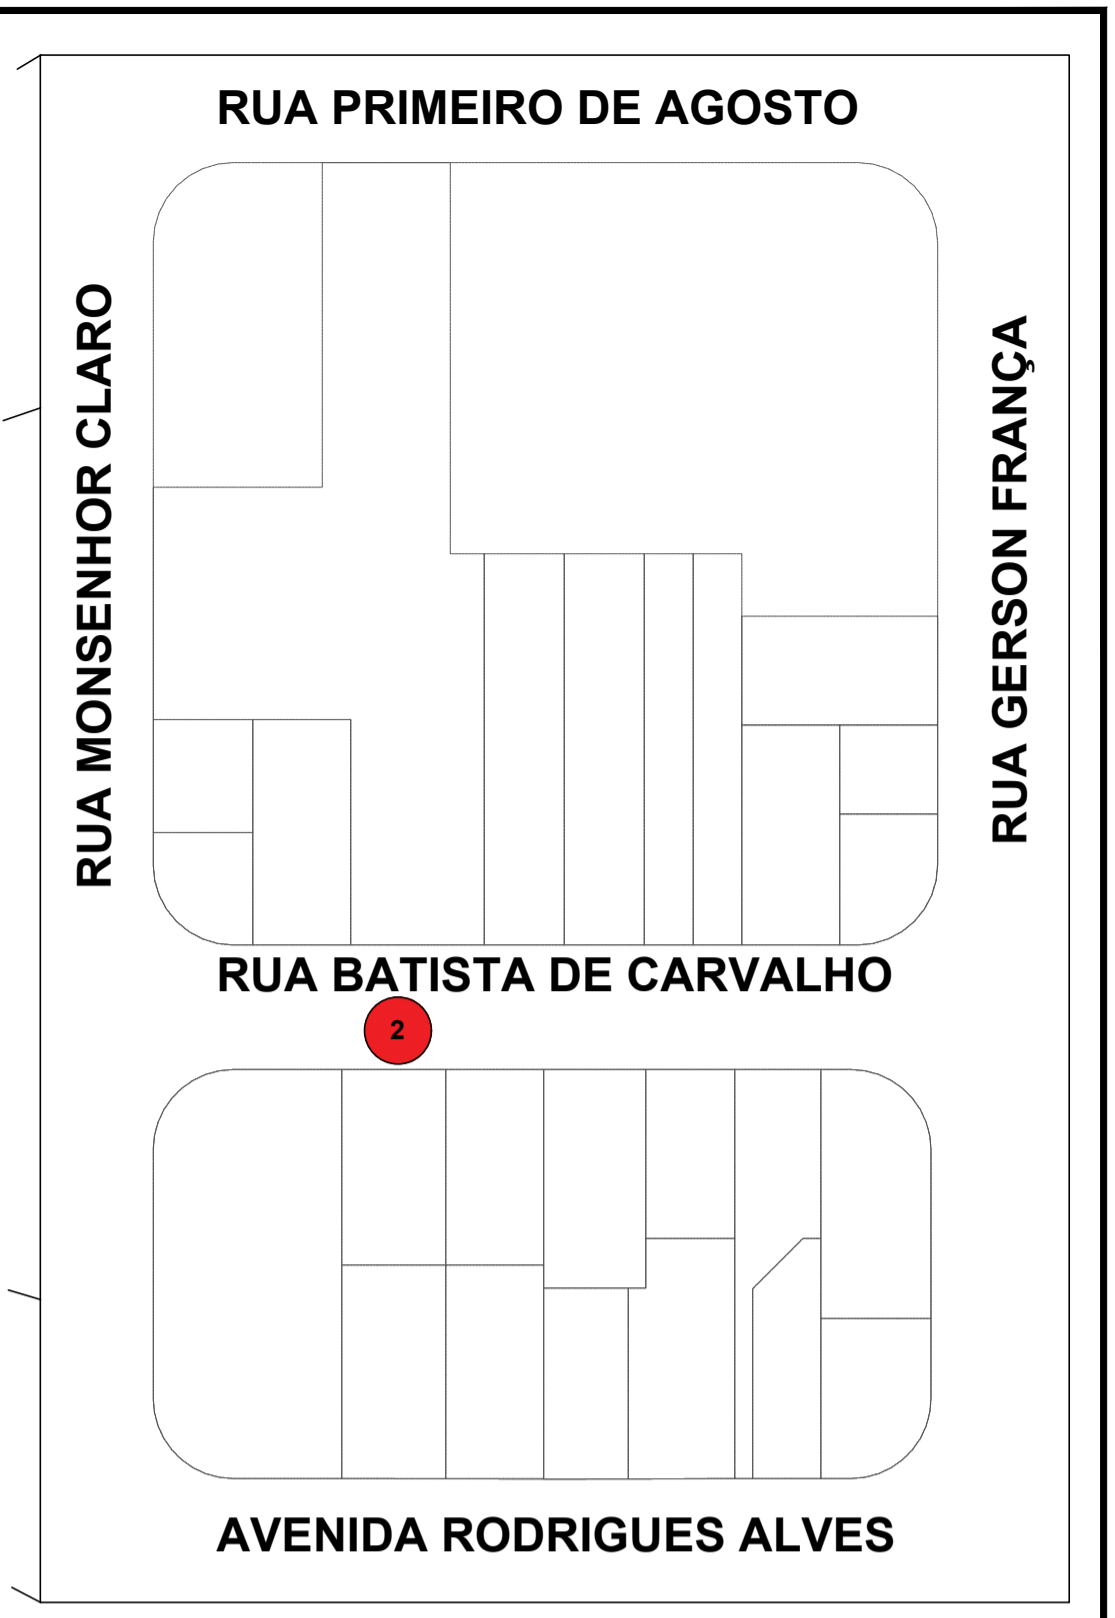 RUA PRIMEIRO DE AGOSTO
RUA MONSENHOR CLARO
RUA GERSON FRANÇA
RUA BATISTA DE CARVALHO
2
AVENIDA RODRIGUES ALVES